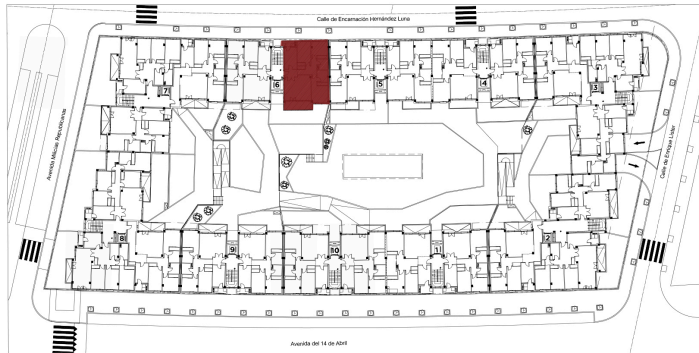 Calle de Encarnación Hernández Luna
Avenida Milicias Republicanas
Calle de Enrique Líster
7
6
5
4
3
8
9
10
1
2
Avenida del 14 de Abril